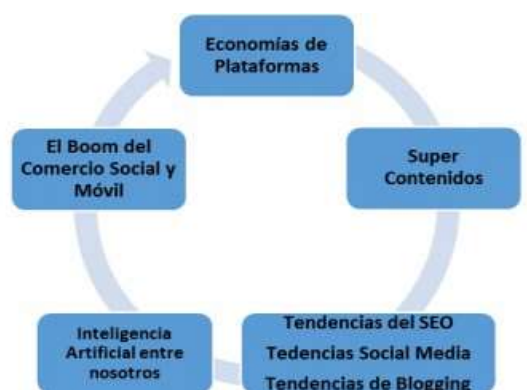 Economías de
Plataformas
Super
Contenidos
Tendencias del SEO
Tedencias Social Media
Tendencias de Blogging
Inteligencia
Artificial entre
nosotros
El Boom del
Comercio Social y
Móvil